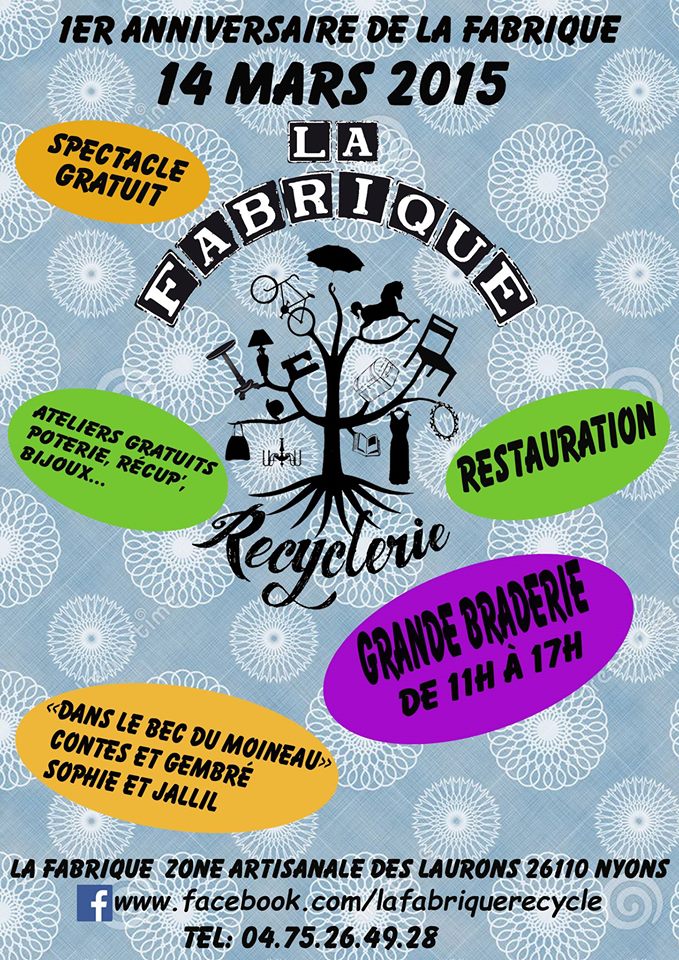 1ER ANNIVERSAIRE DE LA FABRIQUE
14 MARS 2015
SPECTACLE
GRATUIT
LA
FABRIQUE
ATELIERS GRATUITS
POTERIE, RÉCUP',
BIJOUX...
RESTAURATION
Recyclerie
GRANDE BRADERIE
DE 11H À 17H
«DANS LE BEC DU MOINEAU»
CONTES ET GEMBRÉ
SOPHIE ET JALLIL
LA FABRIQUE ZONE ARTISANALE DES LAURONS 26110 NYONS
f www.facebook.com/lafabriquerecycle
TEL: 04.75.26.49.28